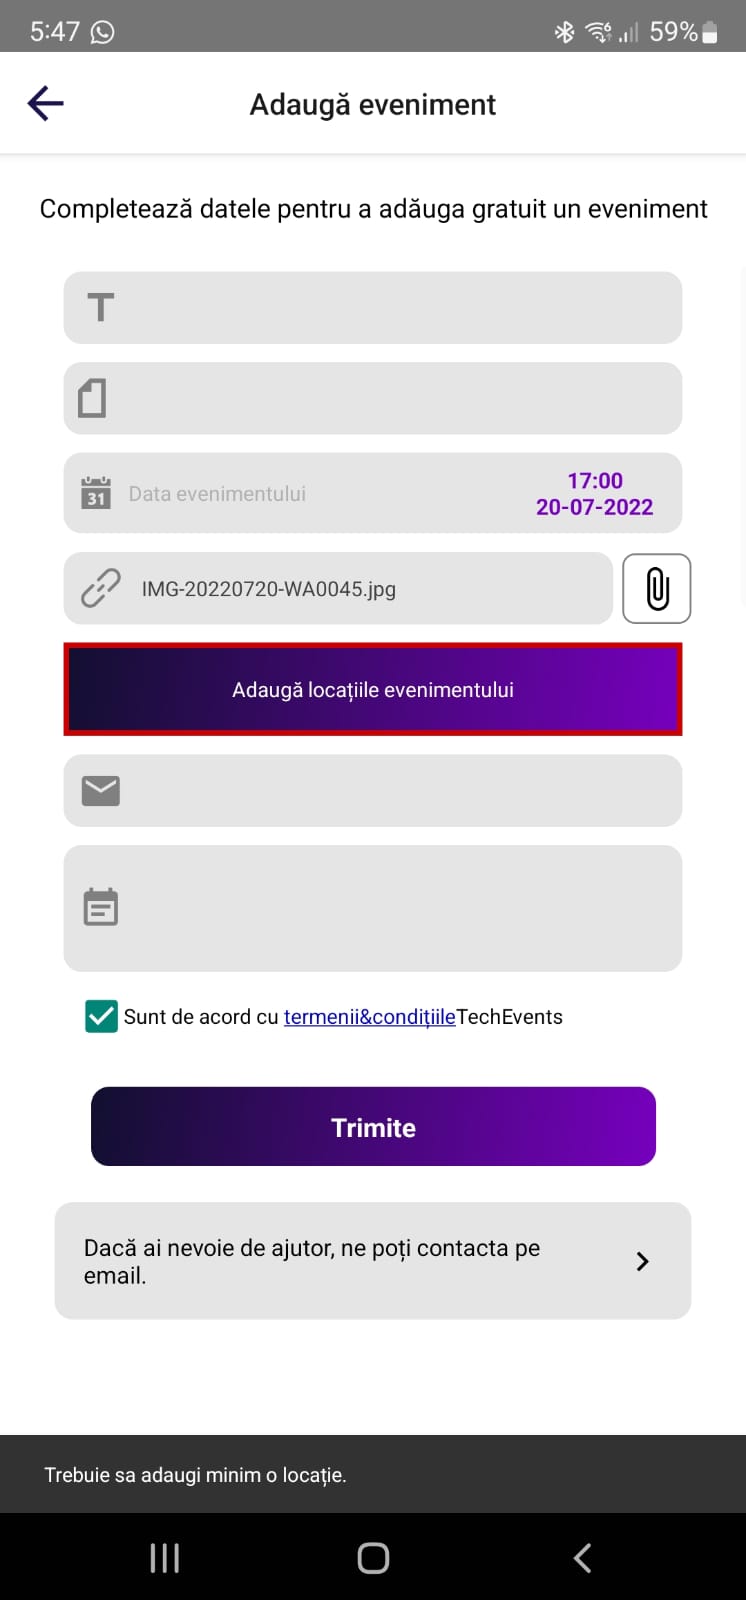 5:47 59%
Adaugă eveniment
Completează datele pentru a adăuga gratuit un eveniment
T
31 Data evenimentului 17:00
20-07-2022
IMG-20220720-WA0045.jpg
Adaugă locațiile evenimentului
Sunt de acord cu termenii&condițiileTechEvents
Trimite
Dacă ai nevoie de ajutor, ne poți contacta pe
email.
Trebuie sa adaugi minim o locație.